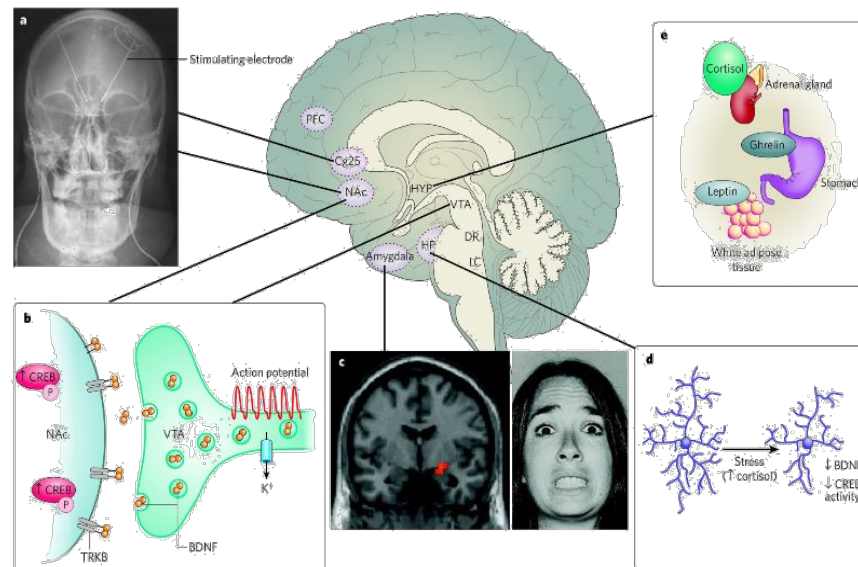 a
Stimulating electrode
PFC
Cg25
NAc
HYP
VTA
DR
LC
HP
Amygdala
e
Cortisol
Adrenal gland
Ghrelin
Stomach
Leptin
White adipose
tissue
b
↑ CREB
P
NAc
↑ CREB
P
TRKB
VTA
BDNF
Action potential
K+
c
d
Stress
(↑ cortisol)
↓ BDNF
↓ CREB
activity